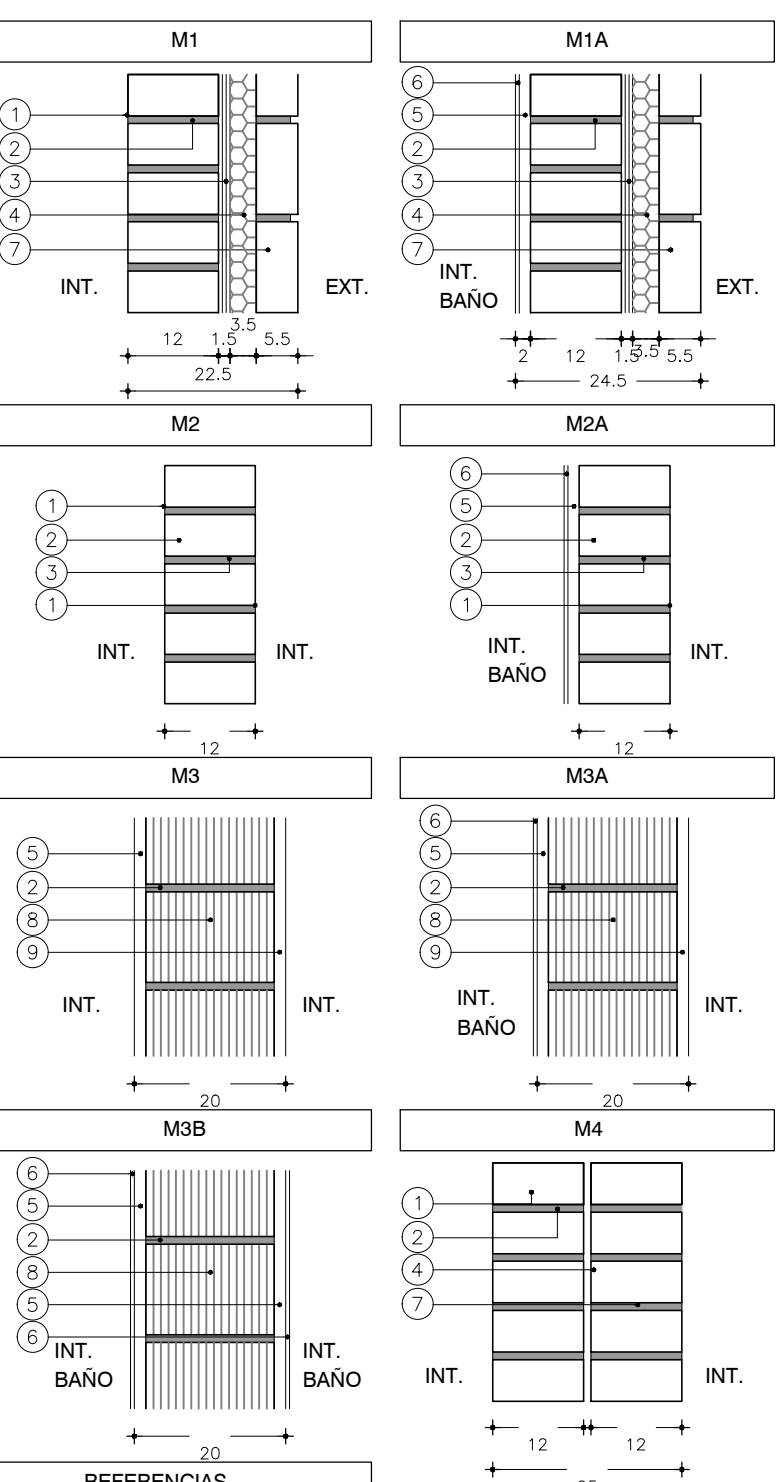 M1
1
2
3
4
7
INT.
EXT.
12
1.5
3.5
5.5
22.5
M1A
6
5
2
3
4
7
INT.
BAÑO
EXT.
2
12
1.5
3.5
5.5
24.5
M2
1
2
3
1
INT.
INT.
12
M2A
6
5
2
3
1
INT.
BAÑO
INT.
12
M3
5
2
8
9
INT.
INT.
20
M3A
6
5
2
8
9
INT.
BAÑO
INT.
20
M3B
6
5
2
8
5
6
INT.
BAÑO
INT.
BAÑO
20
M4
1
2
4
7
INT.
INT.
12
12
REFERENCIAS